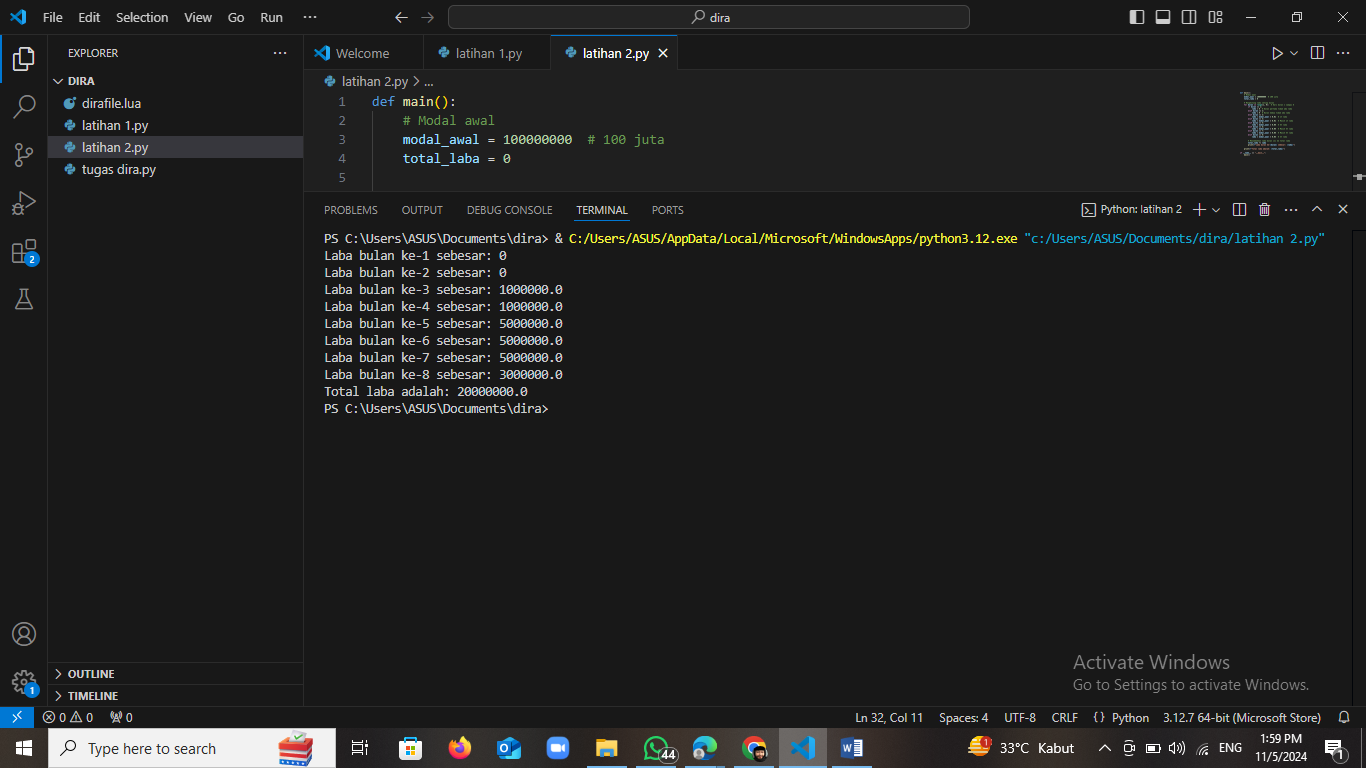 File Edit Selection View Go Run ··· dira
EXPLORER ···
DIRA
dirafile.lua
latihan 1.py
latihan 2.py
tugas dira.py
OUTLINE
TIMELINE
Welcome latihan 1.py latihan 2.py
latihan 2.py > ...
1 def main():
2 # Modal awal
3 modal_awal = 100000000 # 100 juta
4 total_laba = 0
5
PROBLEMS OUTPUT DEBUG CONSOLE TERMINAL PORTS Python: latihan 2
PS C:\Users\ASUS\Documents\dira> & C:/Users/ASUS/AppData/Local/Microsoft/WindowsApps/python3.12.exe "c:/Users/ASUS/Documents/dira/latihan 2.py"
Laba bulan ke-1 sebesar: 0
Laba bulan ke-2 sebesar: 0
Laba bulan ke-3 sebesar: 1000000.0
Laba bulan ke-4 sebesar: 1000000.0
Laba bulan ke-5 sebesar: 5000000.0
Laba bulan ke-6 sebesar: 5000000.0
Laba bulan ke-7 sebesar: 5000000.0
Laba bulan ke-8 sebesar: 3000000.0
Total laba adalah: 20000000.0
PS C:\Users\ASUS\Documents\dira>
2
1
Activate Windows
Go to Settings to activate Windows.
0 0 0 Ln 32, Col 11 Spaces: 4 UTF-8 CRLF {} Python 3.12.7 64-bit (Microsoft Store)
Type here to search 44 1 33°C Kabut ENG 1:59 PM
11/5/2024 1